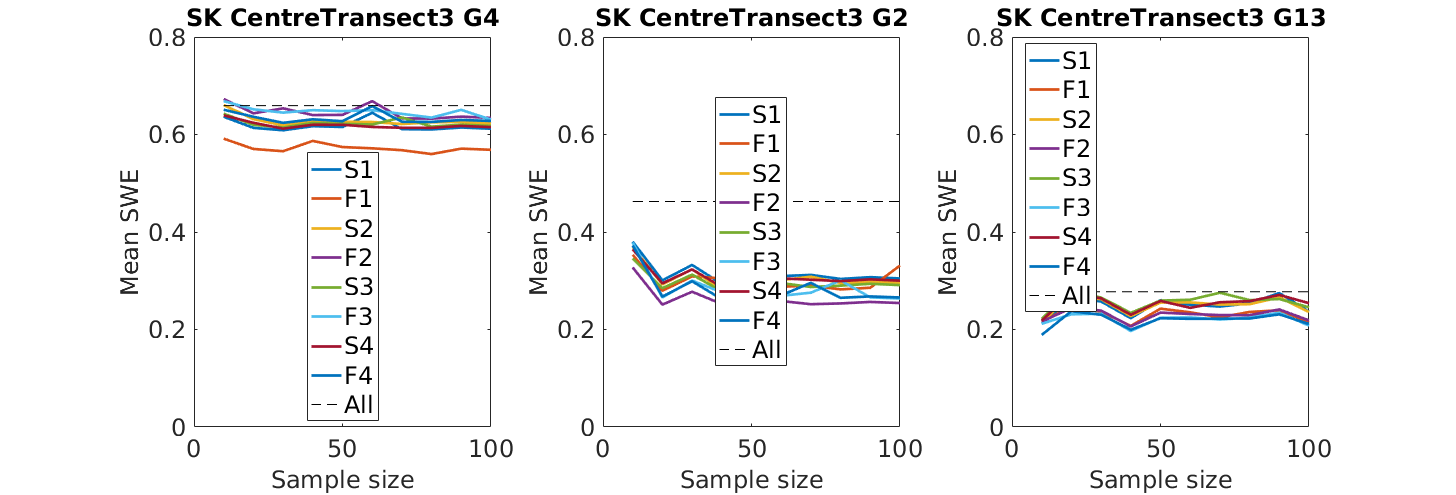 SK CentreTransect3 G4
Mean SWE
0.8
0.6
0.4
0.2
0
0
50
100
Sample size
S1
F1
S2
F2
S3
F3
S4
F4
All
SK CentreTransect3 G2
Mean SWE
0.8
0.6
0.4
0.2
0
0
50
100
Sample size
S1
F1
S2
F2
S3
F3
S4
F4
All
SK CentreTransect3 G13
Mean SWE
0.8
0.6
0.4
0.2
0
0
50
100
Sample size
S1
F1
S2
F2
S3
F3
S4
F4
All